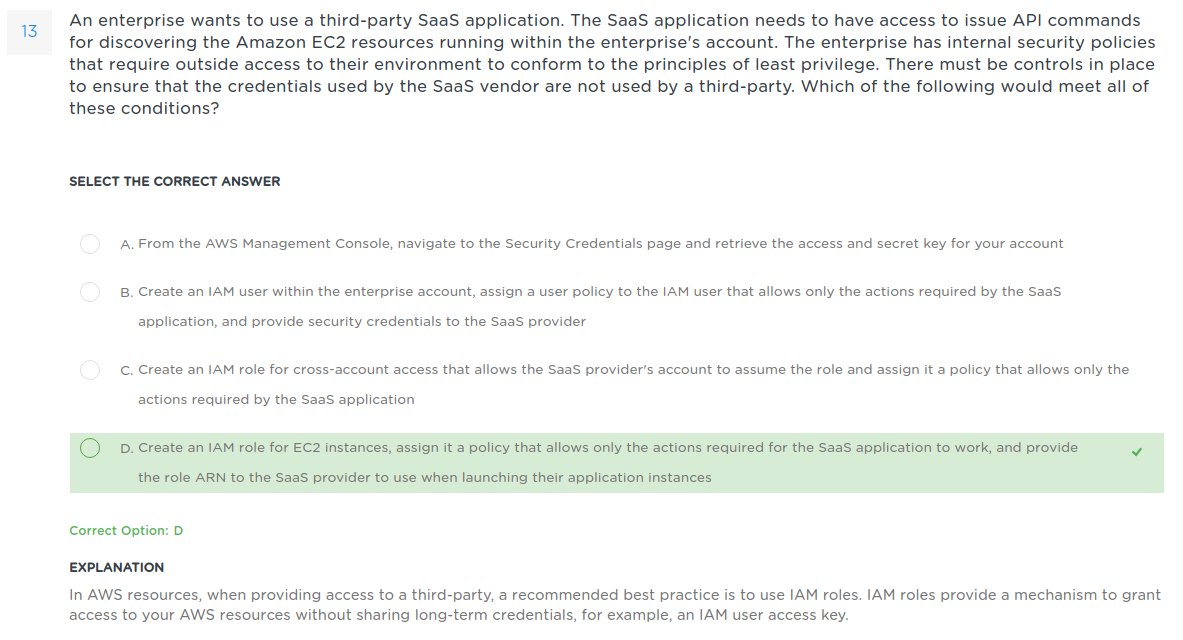 13
An enterprise wants to use a third-party SaaS application. The SaaS application needs to have access to issue API commands
for discovering the Amazon EC2 resources running within the enterprise's account. The enterprise has internal security policies
that require outside access to their environment to conform to the principles of least privilege. There must be controls in place
to ensure that the credentials used by the SaaS vendor are not used by a third-party. Which of the following would meet all of
these conditions?
SELECT THE CORRECT ANSWER
A. From the AWS Management Console, navigate to the Security Credentials page and retrieve the access and secret key for your account
B. Create an IAM user within the enterprise account, assign a user policy to the IAM user that allows only the actions required by the SaaS
application, and provide security credentials to the SaaS provider
C. Create an IAM role for cross-account access that allows the SaaS provider's account to assume the role and assign it a policy that allows only the
actions required by the SaaS application
D. Create an IAM role for EC2 instances, assign it a policy that allows only the actions required for the SaaS application to work, and provide
the role ARN to the SaaS provider to use when launching their application instances
Correct Option: D
EXPLANATION
In AWS resources, when providing access to a third-party, a recommended best practice is to use IAM roles. IAM roles provide a mechanism to grant
access to your AWS resources without sharing long-term credentials, for example, an IAM user access key.